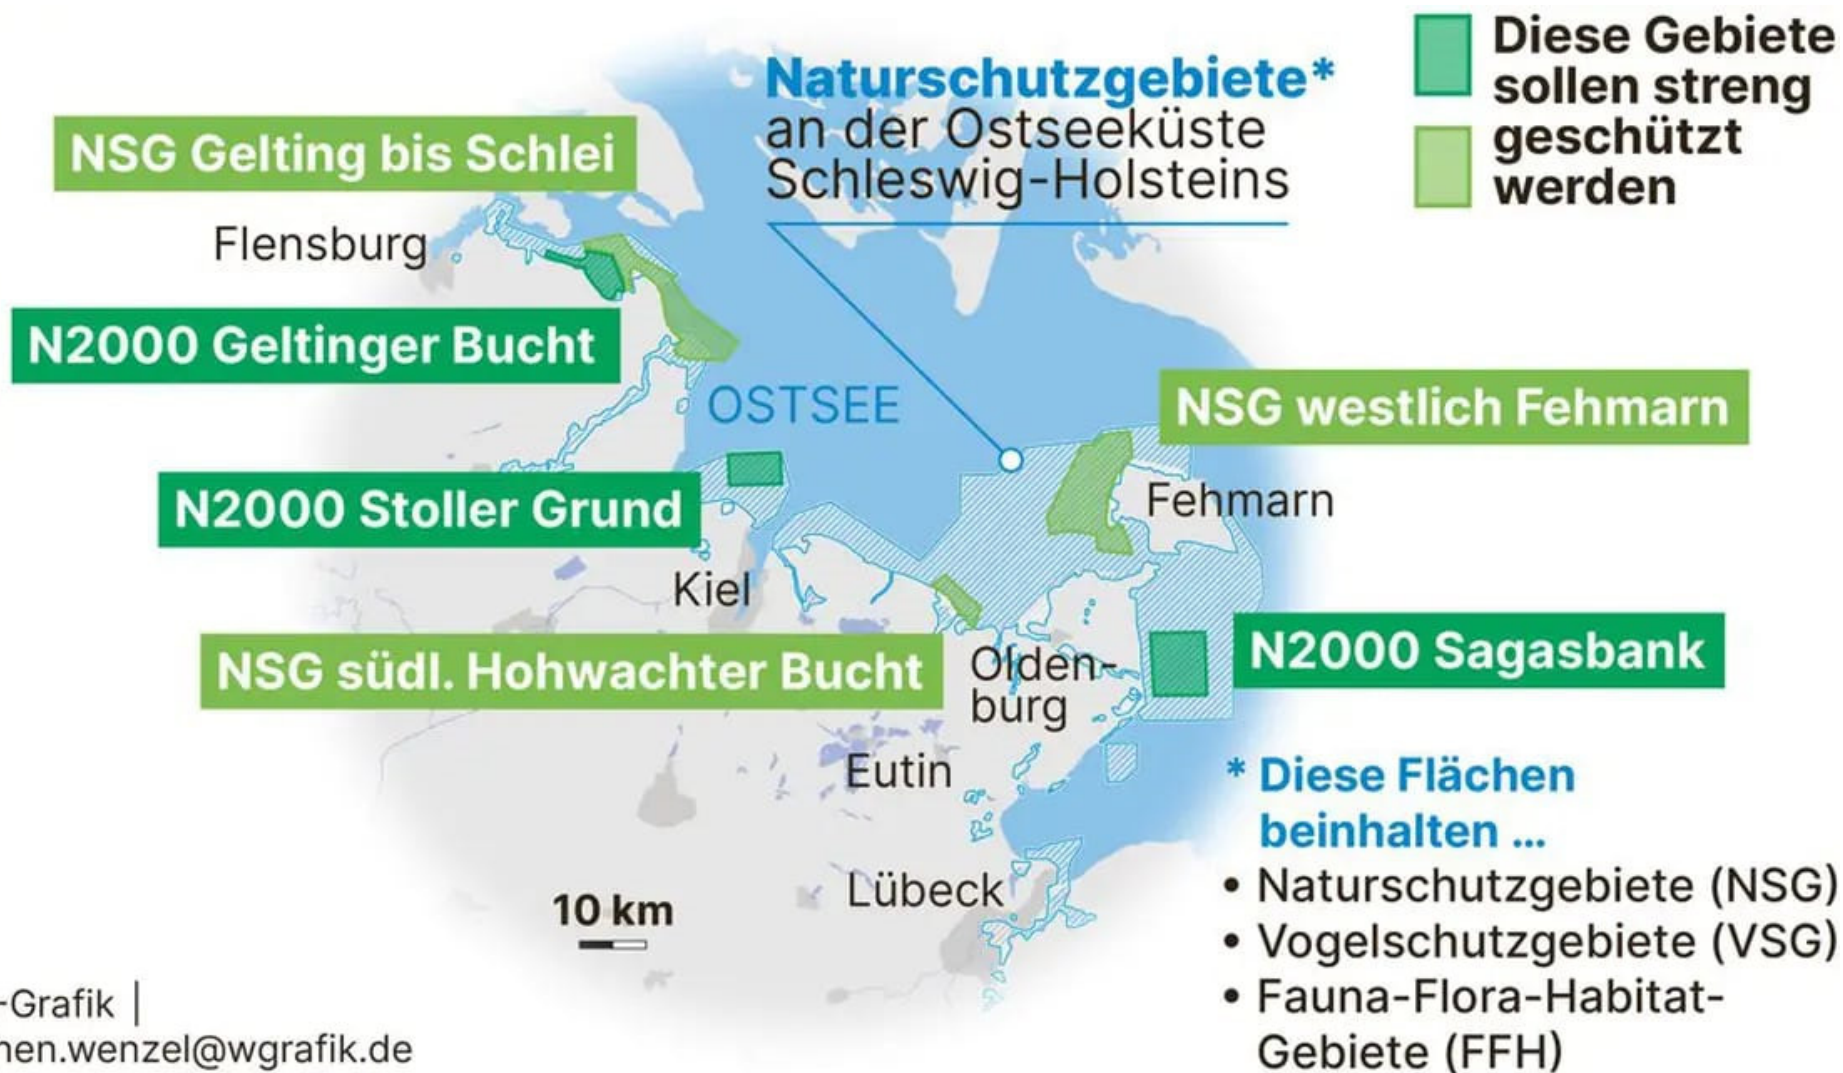 Naturschutzgebiete*
an der Ostseeküste
Schleswig-Holsteins
Diese Gebiete
sollen streng
geschützt
werden
NSG Gelting bis Schlei
Flensburg
N2000 Geltinger Bucht
OSTSEE
NSG westlich Fehmarn
N2000 Stoller Grund
Fehmarn
Kiel
NSG südl. Hohwachter Bucht
Olden-
burg
N2000 Sagasbank
Eutin
Lübeck
10 km
* Diese Flächen
beinhalten ...
• Naturschutzgebiete (NSG)
• Vogelschutzgebiete (VSG)
• Fauna-Flora-Habitat-
Gebiete (FFH)
-Grafik |
hen.wenzel@wgrafik.de